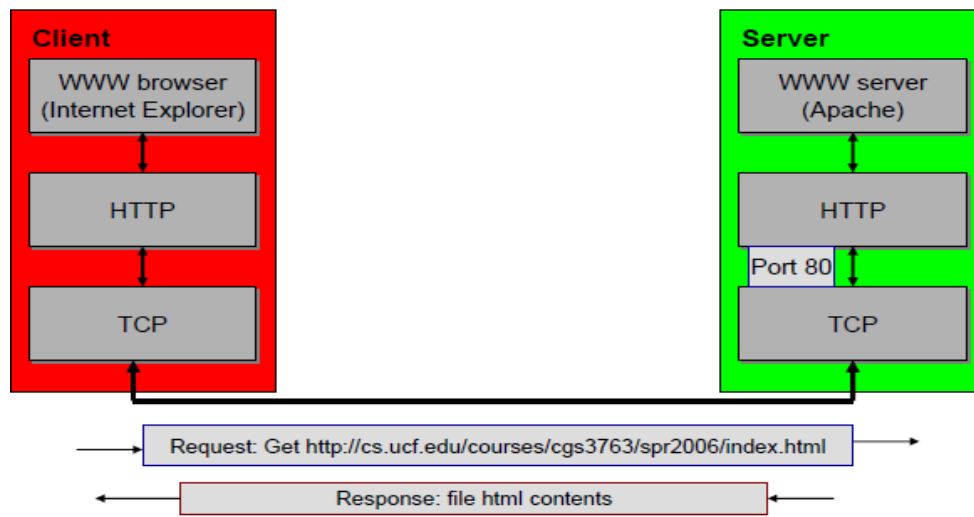 Client
WWW browser
(Internet Explorer)
HTTP
TCP
Server
WWW server
(Apache)
HTTP
Port 80
TCP
Request: Get http://cs.ucf.edu/courses/cgs3763/spr2006/index.html
Response: file html contents